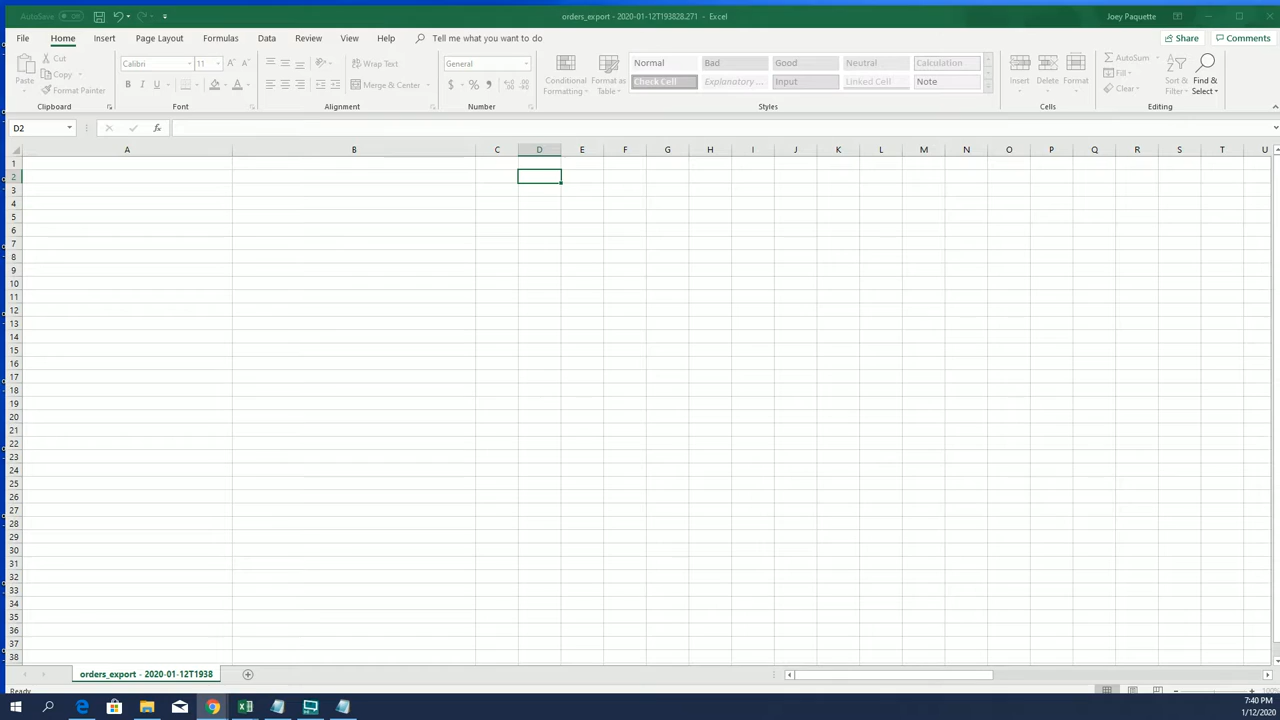 AutoSave Off orders_export - 2020-01-12T193828.271 - Excel Joey Paquette
File Home Insert Page Layout Formulas Data Review View Help Tell me what you want to do Share Comments
Paste Cut Copy Format Painter Clipboard
Calibri 11 B I U A Font
Wrap Text Merge & Center Alignment
General $ % Number
Conditional Formatting Format as Table
Normal Bad Good Neutral Calculation
Check Cell Explanatory ... Input Linked Cell Note
Styles
Insert Delete Format Cells
AutoSum Fill Clear Sort & Filter Find & Select Editing
D2 fx
A B C D E F G H I J K L M N O P Q R S T U
1
2
3
4
5
6
7
8
9
10
11
12
13
14
15
16
17
18
19
20
21
22
23
24
25
26
27
28
29
30
31
32
33
34
35
36
37
38
orders_export - 2020-01-12T1938
Ready 100%
7:40 PM
1/12/2020